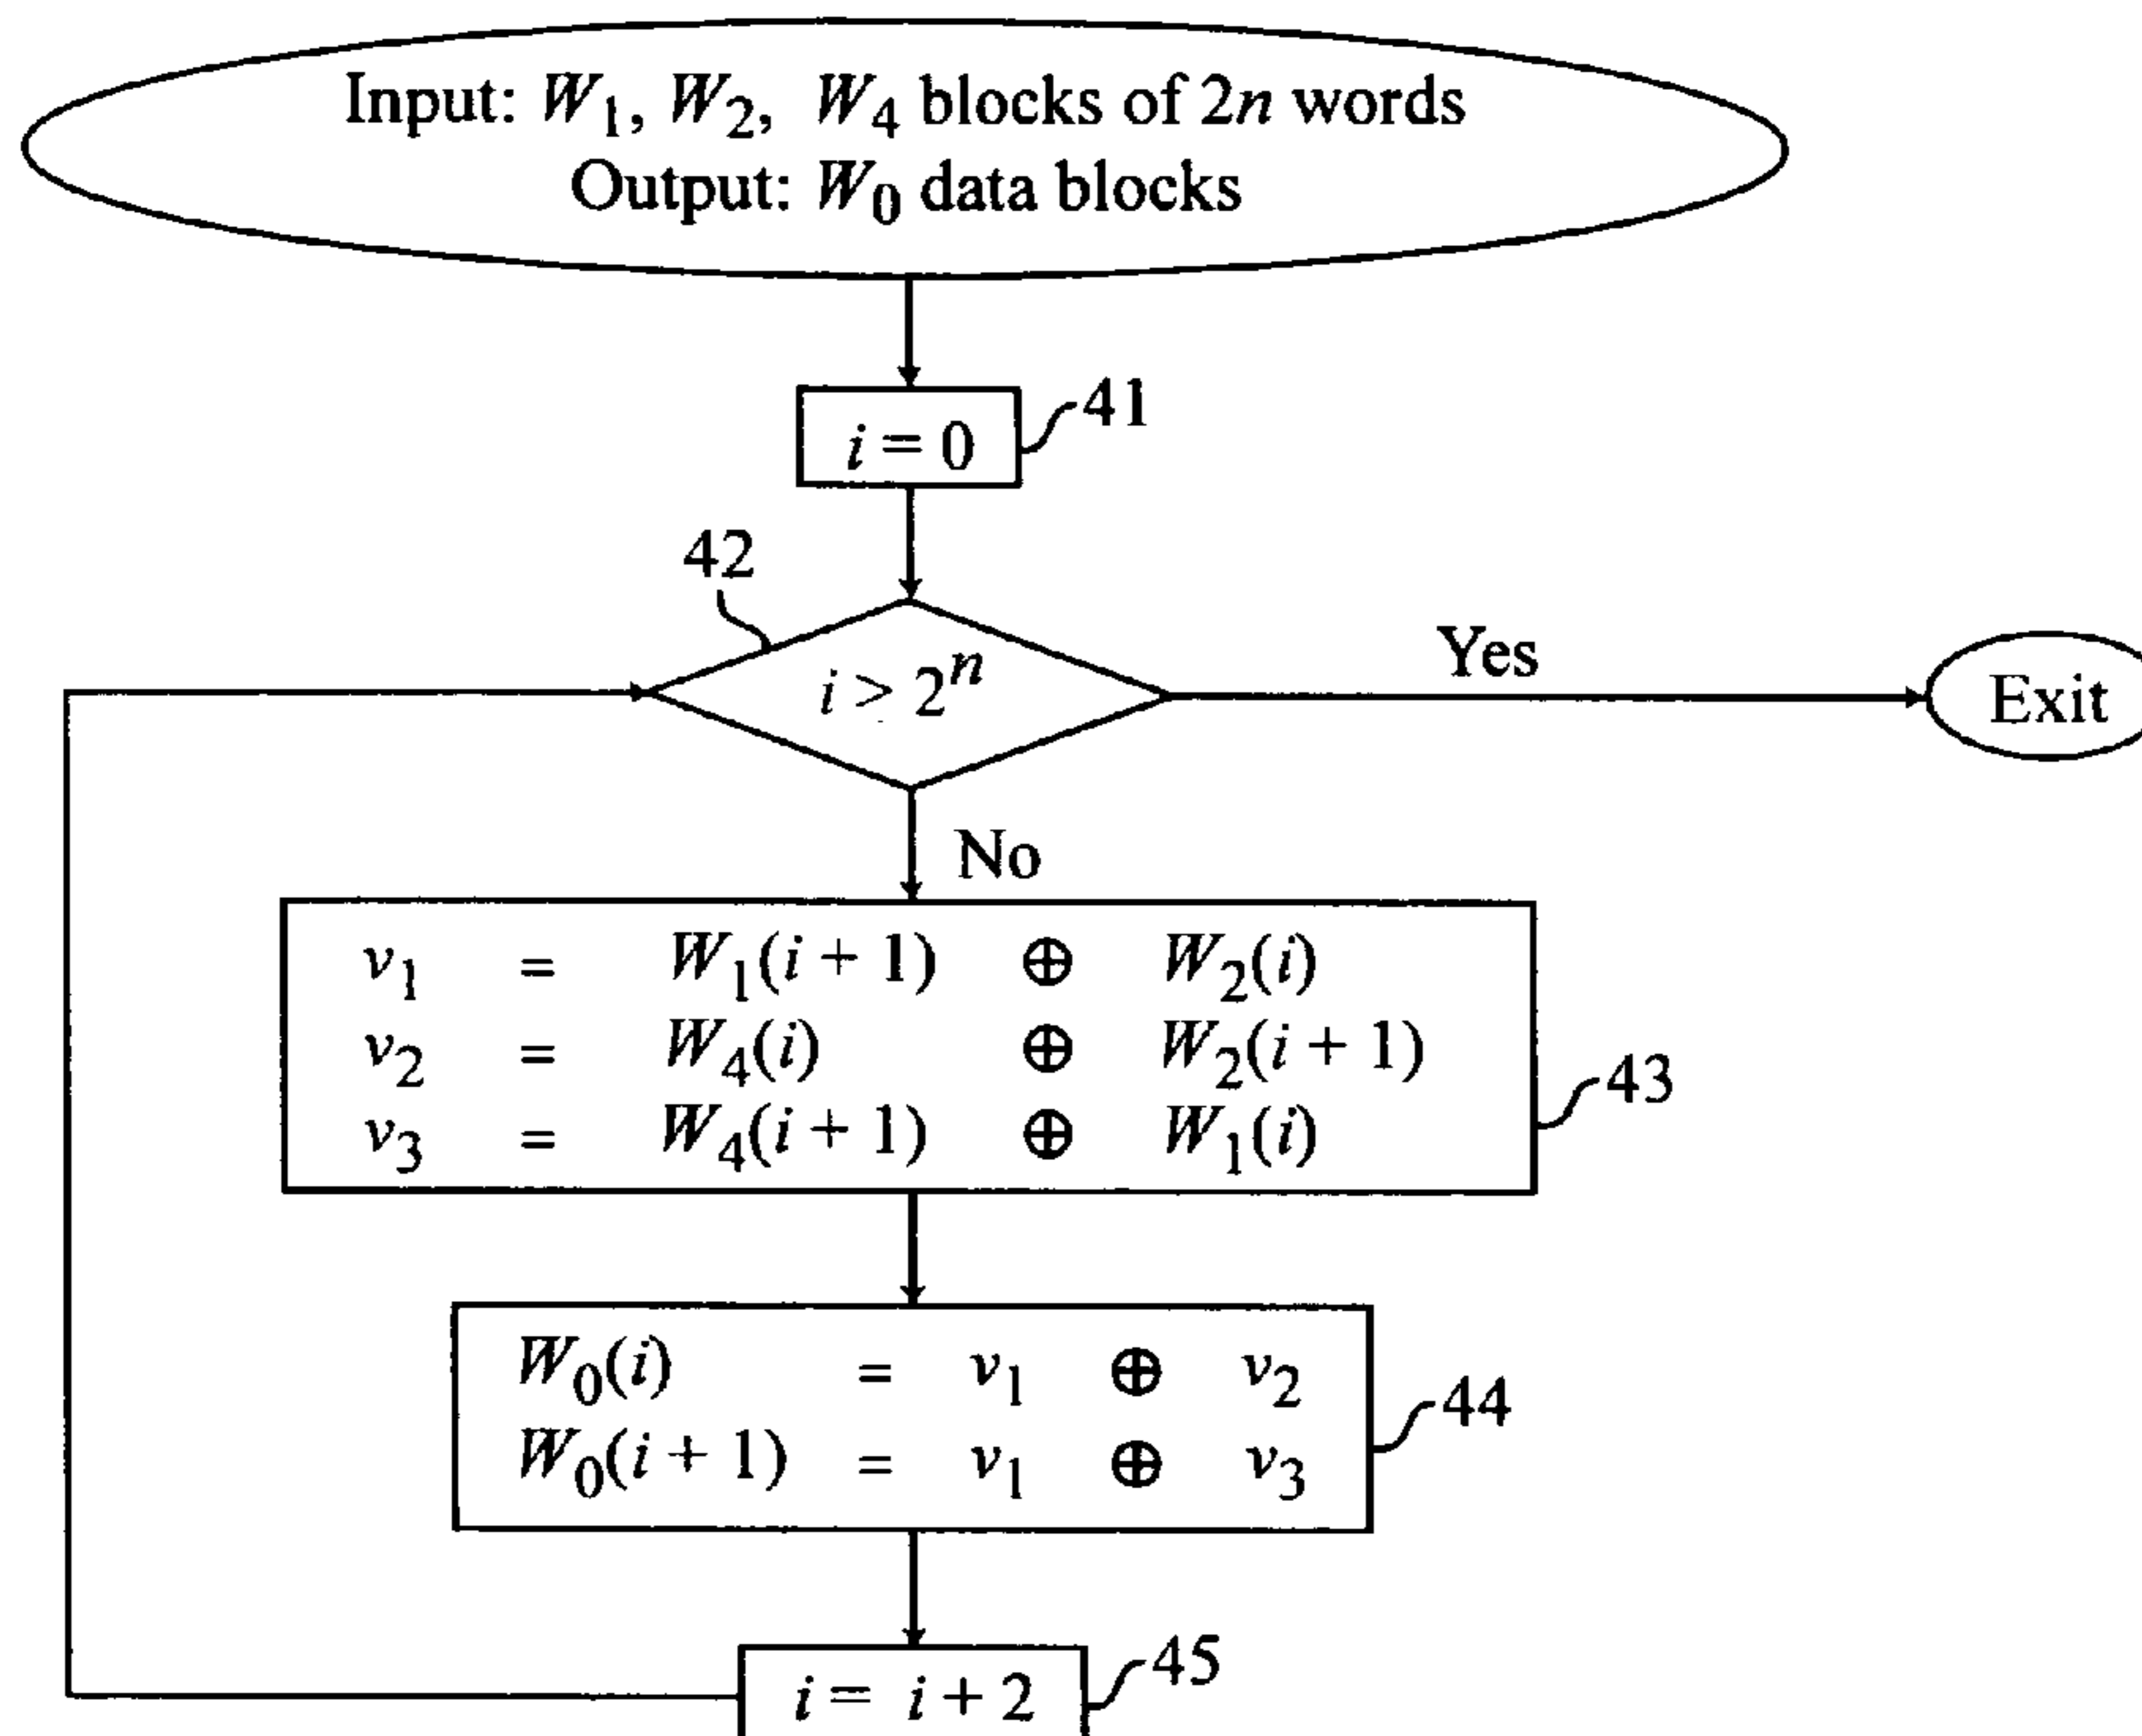 Input: W₁, W₂, W₄ blocks of 2n words
Output: W₀ data blocks
41
i = 0
42
i ≥ 2ⁿ
Yes
Exit
No
v₁ = W₁(i + 1) ⊕ W₂(i)
v₂ = W₄(i) ⊕ W₂(i + 1)
v₃ = W₄(i + 1) ⊕ W₁(i)
43
W₀(i) = v₁ ⊕ v₂
W₀(i + 1) = v₁ ⊕ v₃
44
45
i = i + 2